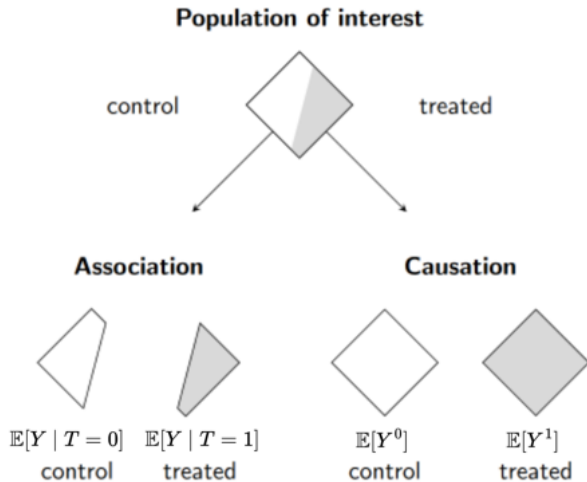 Population of interest
control treated
Association Causation
𝔼[Y | T = 0] 𝔼[Y | T = 1] 𝔼[Y⁰] 𝔼[Y¹]
control treated control treated